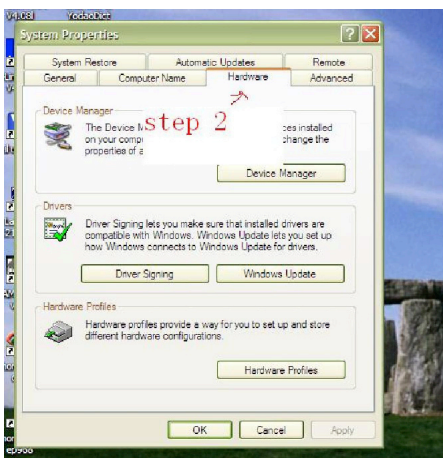 YodaoDict
System Properties
System Restore Automatic Updates Remote
General Computer Name Hardware Advanced
Device Manager
The Device
step 2
ces installed
on your
change the
properties of
Device Manager
Drivers
Driver Signing lets you make sure that installed drivers are
compatible with Windows. Windows Update lets you set up
how Windows connects to Windows Update for drivers.
Driver Signing Windows Update
Hardware Profiles
Hardware profiles provide a way for you to set up and store
different hardware configurations.
Hardware Profiles
OK Cancel Apply